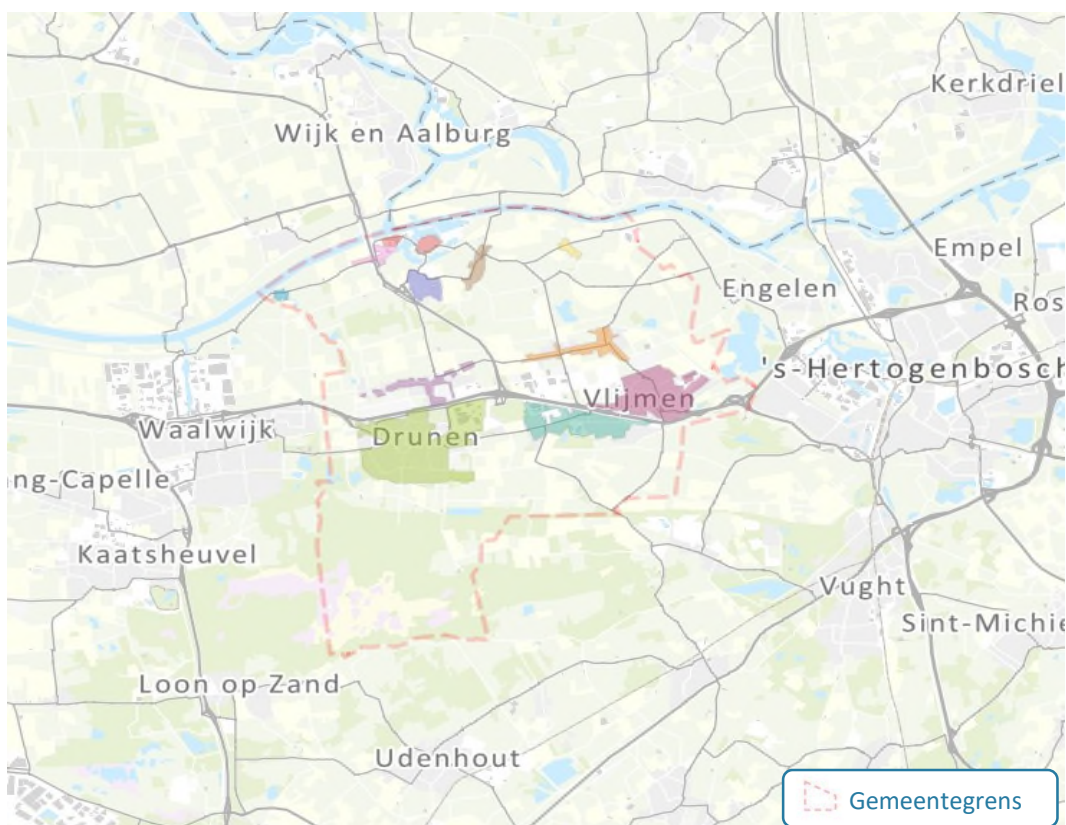 Kerkdriel
Wijk en Aalburg
Empel
Engelen
Ros
's-Hertogenbosch
Vlijmen
Waalwijk
Drunen
ang-Capelle
Kaatsheuvel
Vught
Sint-Michie
Loon op Zand
Udenhout
Gemeentegrens